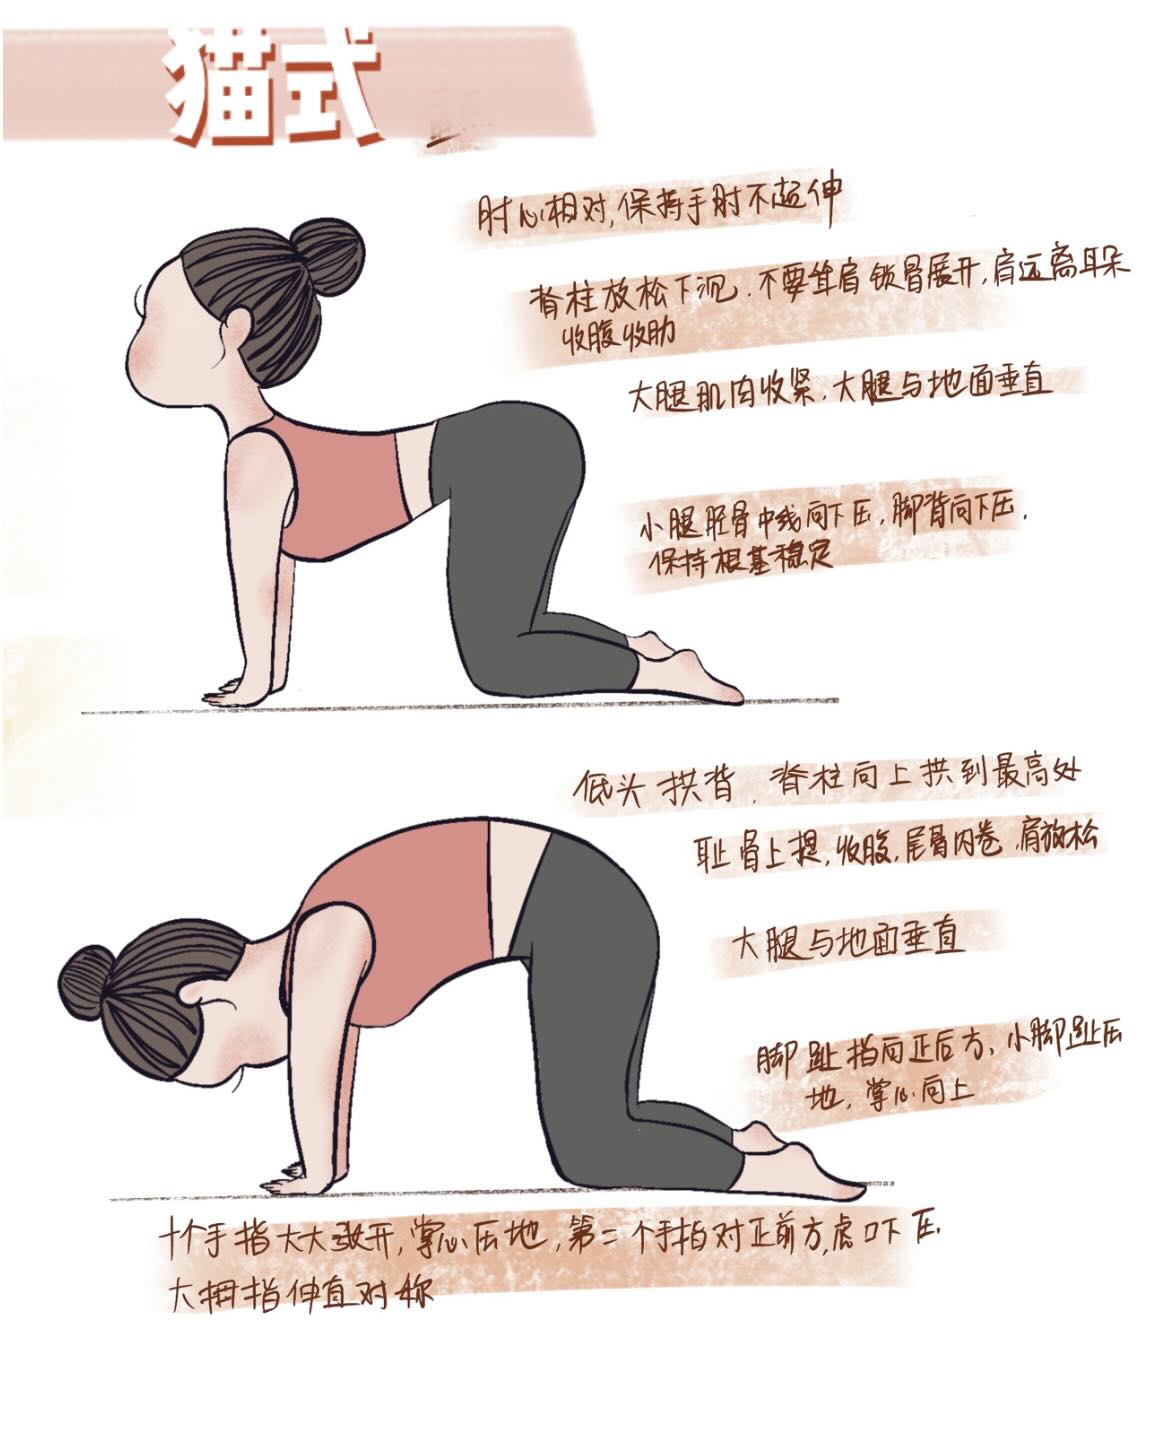 猫式
重点
肘心相对,保持手肘不超伸
脊柱放松下沉.不要耸肩锁骨展开,肩远离耳朵
收腹收肋
大腿肌肉收紧.大腿与地面垂直
小腿胫骨中线向下压,脚背向下压,
保持根基稳定
低头拱背.脊柱向上拱到最高处
耻骨上提,收腹,尾骨内卷.肩放松
大腿与地面垂直
脚趾指向正后方,小脚趾压
地,掌心向上
十个手指大大张开,掌心压地,第二个手指对正前方,虎口下压.
大拇指伸直对称